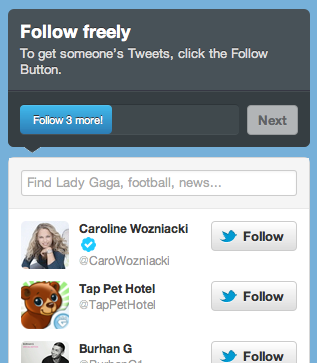 Follow freely
To get someone's Tweets, click the Follow
Button.
Follow 3 more!
Next
Find Lady Gaga, football, news...
Caroline Wozniacki
@CaroWozniacki
Follow
Tap Pet Hotel
@TapPetHotel
Follow
Burhan G
Follow